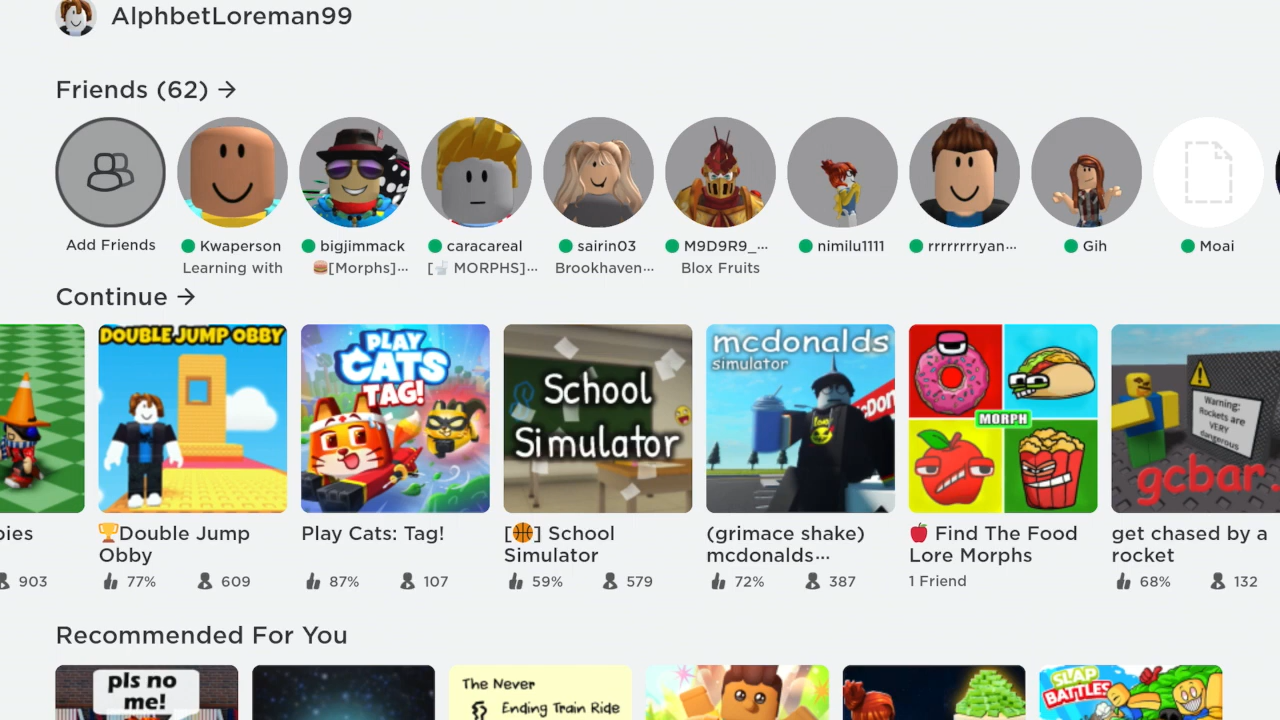 AlphbetLoreman99
Friends (62) →
Add Friends
Kwaperson
bigjimmack
caracareal
sairin03
M9D9R9_...
nimilu1111
rrrrrrrryan...
Gih
Moai
Learning with
🍔[Morphs]...
[🚽 MORPHS]...
Brookhaven...
Blox Fruits
Continue →
DOUBLE JUMP OBBY
PLAY
CATS
TAG!
School
Simulator
mcdonalds
simulator
MORPH
Warning:
Rockets are
VERY
dangerous
gcbar.
🏆Double Jump
Obby
Play Cats: Tag!
[🏀] School
Simulator
(grimace shake)
mcdonalds...
🍎 Find The Food
Lore Morphs
get chased by a
rocket
903
77% 609
87% 107
59% 579
72% 387
1 Friend
68% 132
Recommended For You
pls no
me!
The Never
Ending Train Ride
SLAP
BATTLES